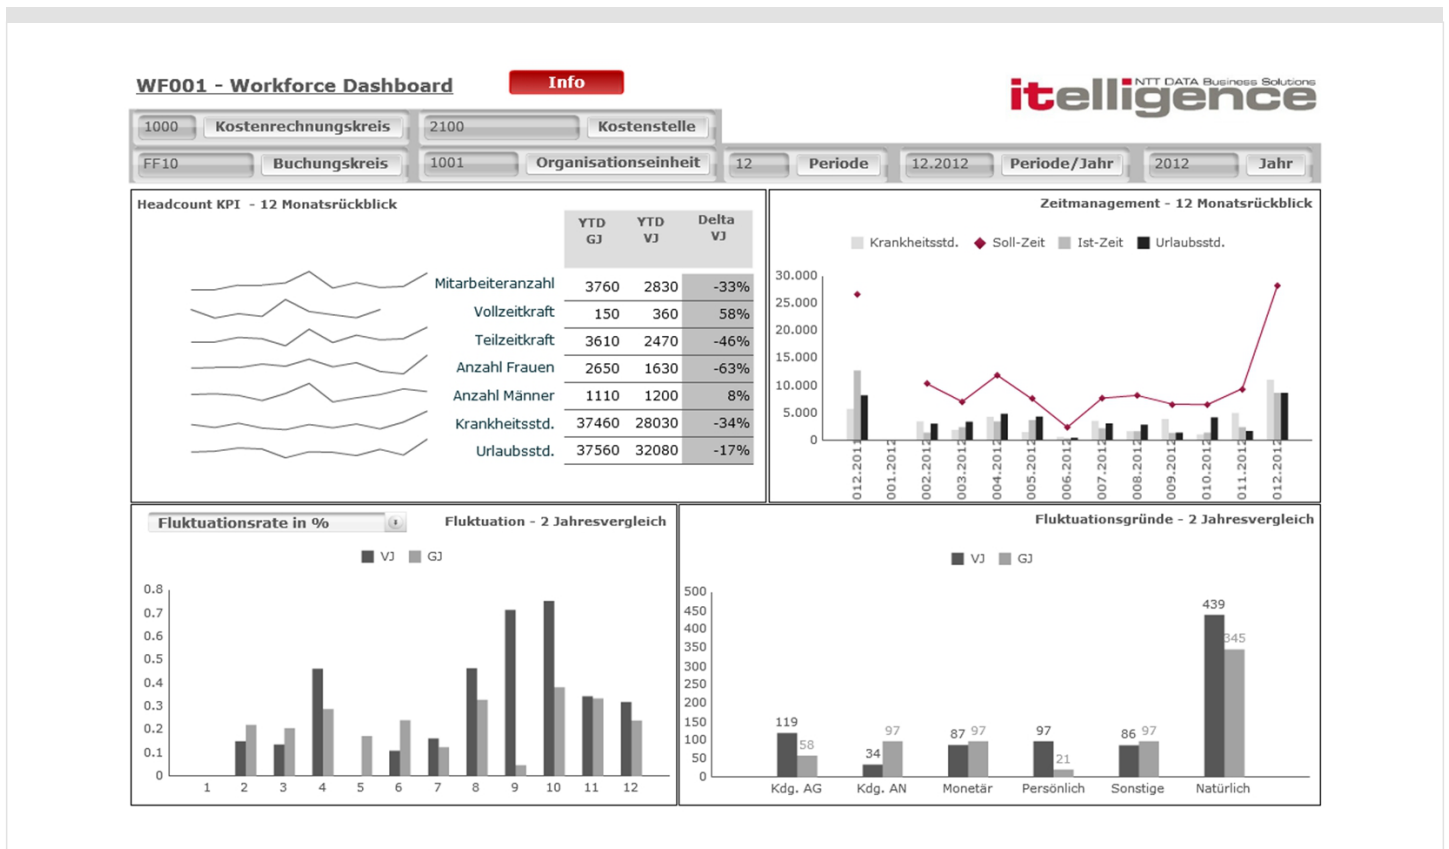 WF001 - Workforce Dashboard
Info
NTT DATA Business Solutions
itelligence
1000 Kostenrechnungskreis 2100 Kostenstelle
FF10 Buchungskreis 1001 Organisationseinheit 12 Periode 12.2012 Periode/Jahr 2012 Jahr
Headcount KPI - 12 Monatsrückblick
YTD GJ YTD VJ Delta VJ
Mitarbeiteranzahl 3760 2830 -33%
Vollzeitkraft 150 360 58%
Teilzeitkraft 3610 2470 -46%
Anzahl Frauen 2650 1630 -63%
Anzahl Männer 1110 1200 8%
Krankheitsstd. 37460 28030 -34%
Urlaubsstd. 37560 32080 -17%
Zeitmanagement - 12 Monatsrückblick
Krankheitsstd. Soll-Zeit Ist-Zeit Urlaubsstd.
30.000
25.000
20.000
15.000
10.000
5.000
0
012.2011 001.2012 002.2012 003.2012 004.2012 005.2012 006.2012 007.2012 008.2012 009.2012 010.2012 011.2012 012.2012
Fluktuationsrate in %
Fluktuation - 2 Jahresvergleich
VJ GJ
0.8
0.7
0.6
0.5
0.4
0.3
0.2
0.1
0
1 2 3 4 5 6 7 8 9 10 11 12
Fluktuationsgründe - 2 Jahresvergleich
VJ GJ
500
450
400
350
300
250
200
150
100
50
0
119 58 34 97 87 97 97 21 86 97 439 345
Kdg. AG Kdg. AN Monetär Persönlich Sonstige Natürlich